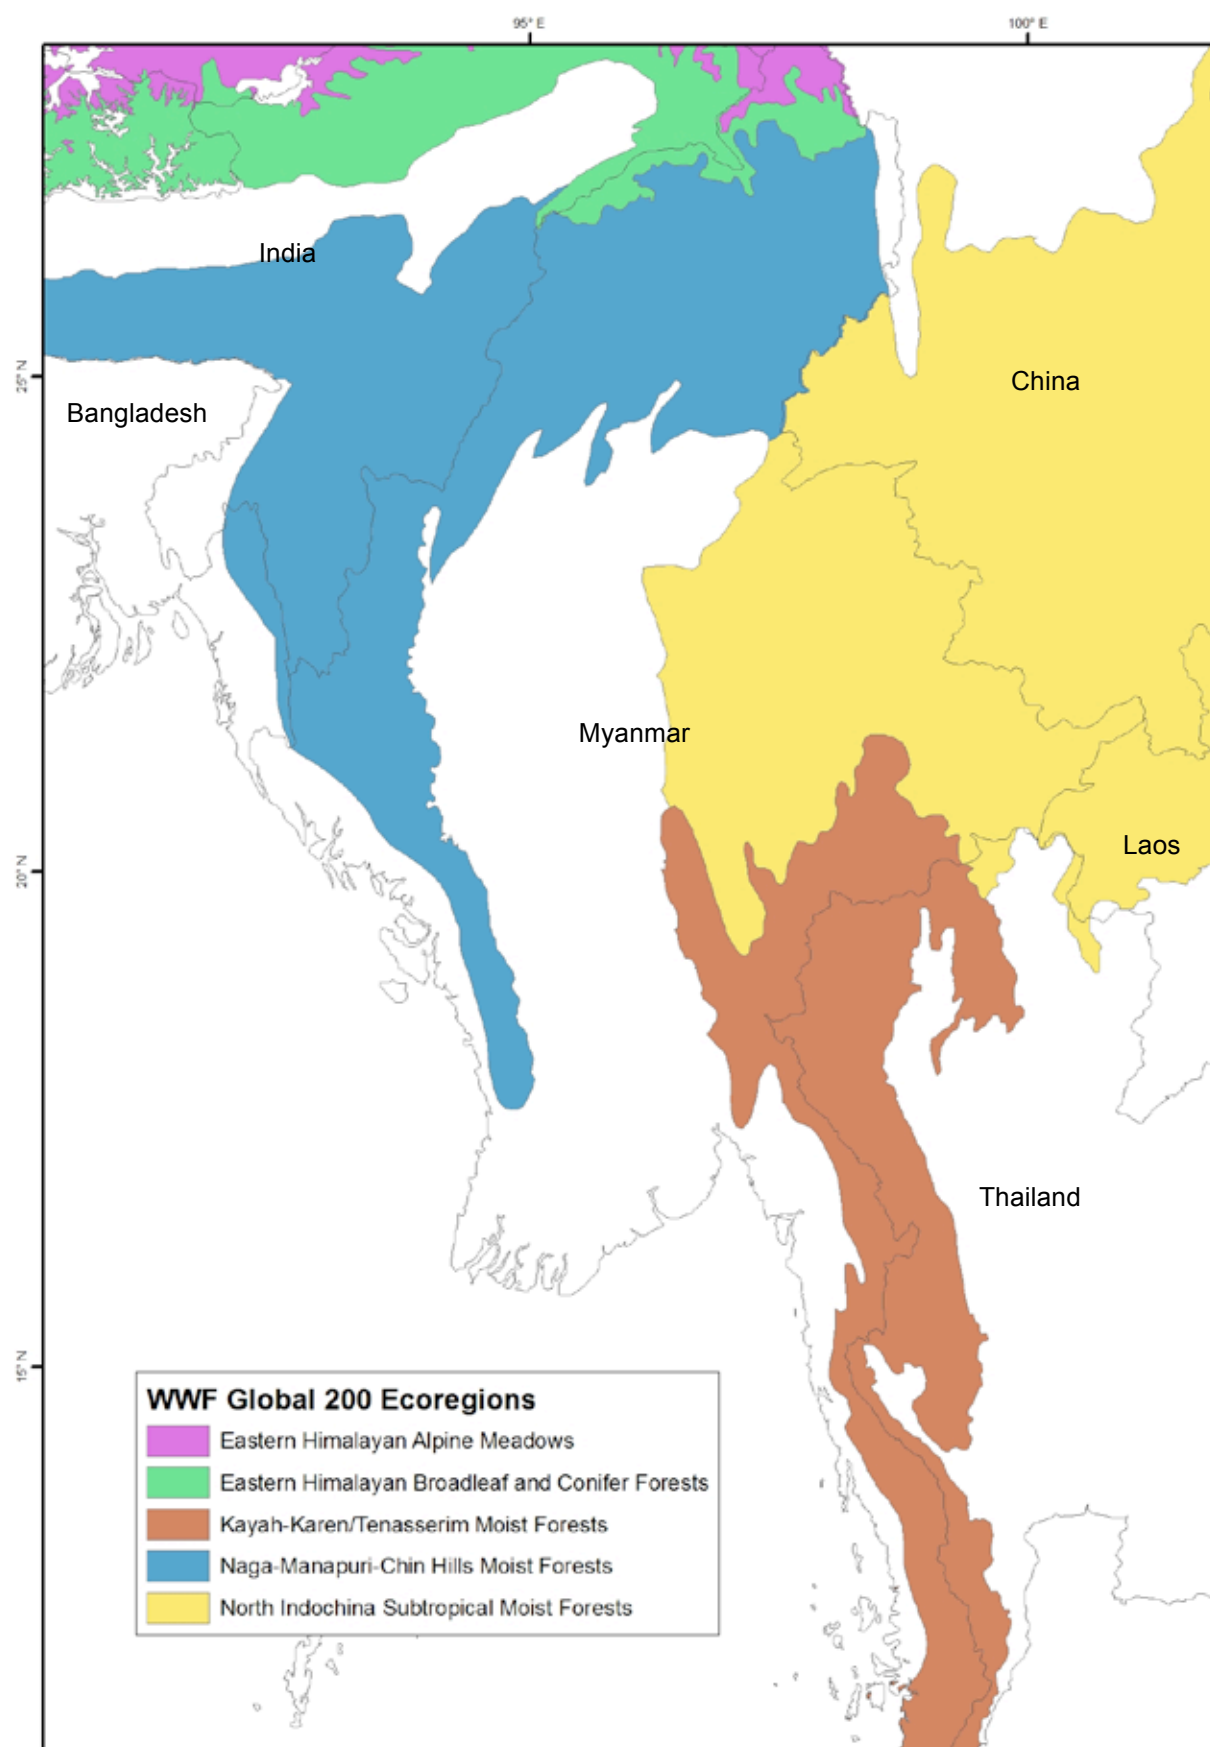 95° E
100° E
India
25° N
China
Bangladesh
Myanmar
Laos
20° N
Thailand
15° N
WWF Global 200 Ecoregions
Eastern Himalayan Alpine Meadows
Eastern Himalayan Broadleaf and Conifer Forests
Kayah-Karen/Tenasserim Moist Forests
Naga-Manapuri-Chin Hills Moist Forests
North Indochina Subtropical Moist Forests